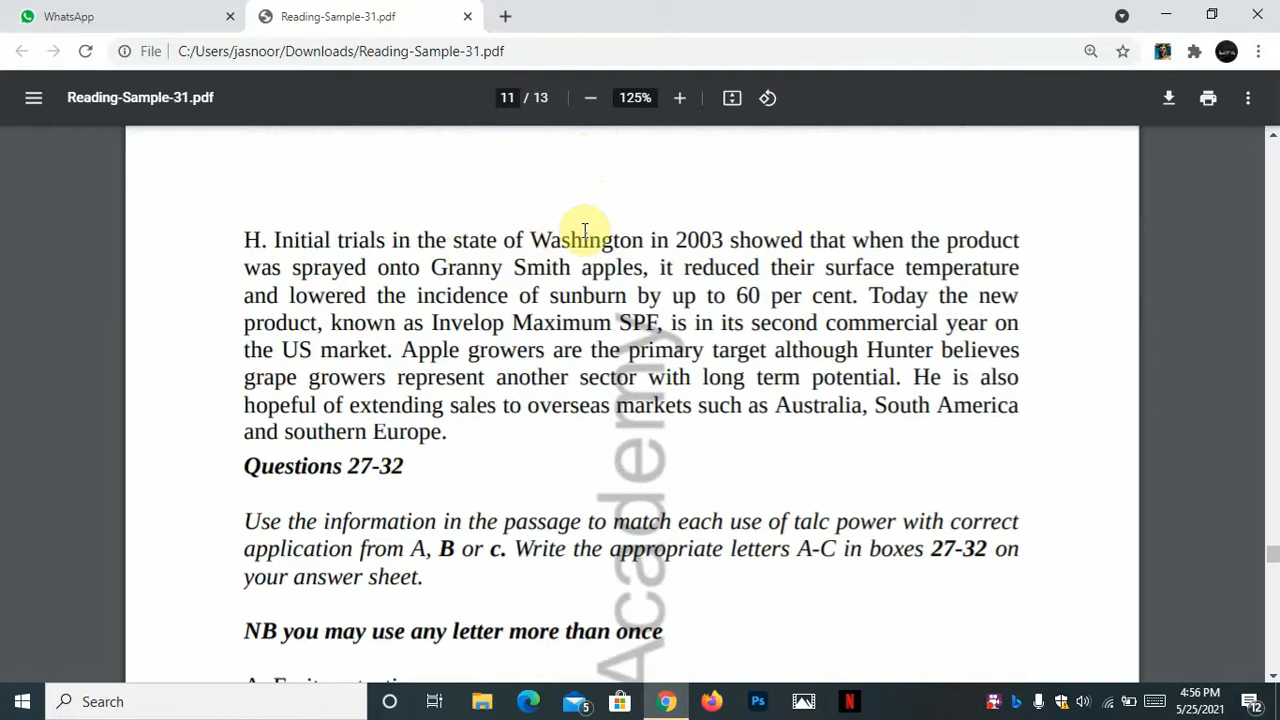 WhatsApp
Reading-Sample-31.pdf
File C:/Users/jasnoor/Downloads/Reading-Sample-31.pdf
Reading-Sample-31.pdf
11 / 13
125%
H. Initial trials in the state of Washington in 2003 showed that when the product
was sprayed onto Granny Smith apples, it reduced their surface temperature
and lowered the incidence of sunburn by up to 60 per cent. Today the new
product, known as Invelop Maximum SPF, is in its second commercial year on
the US market. Apple growers are the primary target although Hunter believes
grape growers represent another sector with long term potential. He is also
hopeful of extending sales to overseas markets such as Australia, South America
and southern Europe.
Questions 27-32
Use the information in the passage to match each use of talc power with correct
application from A, B or c. Write the appropriate letters A-C in boxes 27-32 on
your answer sheet.
NB you may use any letter more than once
Academy
Search
Ps
N
5
4:56 PM
5/25/2021
12